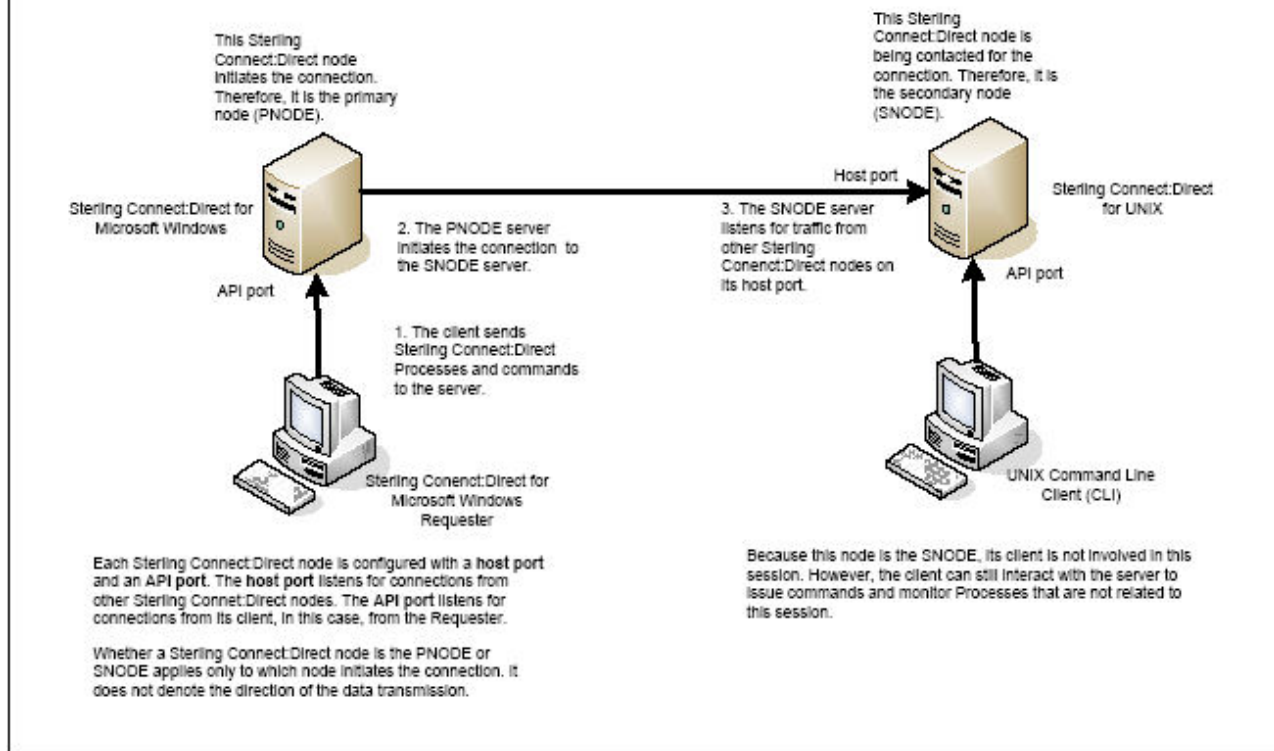 This Sterling
Connect:Direct node
initiates the connection.
Therefore, it is the primary
node (PNODE).
This Sterling
Connect:Direct node is
being contacted for the
connection. Therefore, it is
the secondary node
(SNODE).
Host port
Sterling Connect:Direct for
Microsoft Windows
Sterling Connect:Direct
for UNIX
2. The PNODE server
initiates the connection to
the SNODE server.
3. The SNODE server
listens for traffic from
other Sterling
Conenct:Direct nodes on
its host port.
API port
API port
1. The client sends
Sterling Connect:Direct
Processes and commands
to the server.
Sterling Conenct:Direct for
Microsoft Windows
Requester
UNIX Command Line
Client (CLI)
Each Sterling Connect:Direct node is configured with a host port
and an API port. The host port listens for connections from
other Sterling Connet:Direct nodes. The API port listens for
connections from its client, in this case, from the Requester.
Whether a Sterling Connect:Direct node is the PNODE or
SNODE applies only to which node initiates the connection. It
does not denote the direction of the data transmission.
Because this node is the SNODE, its client is not involved in this
session. However, the client can still interact with the server to
issue commands and monitor Processes that are not related to
this session.